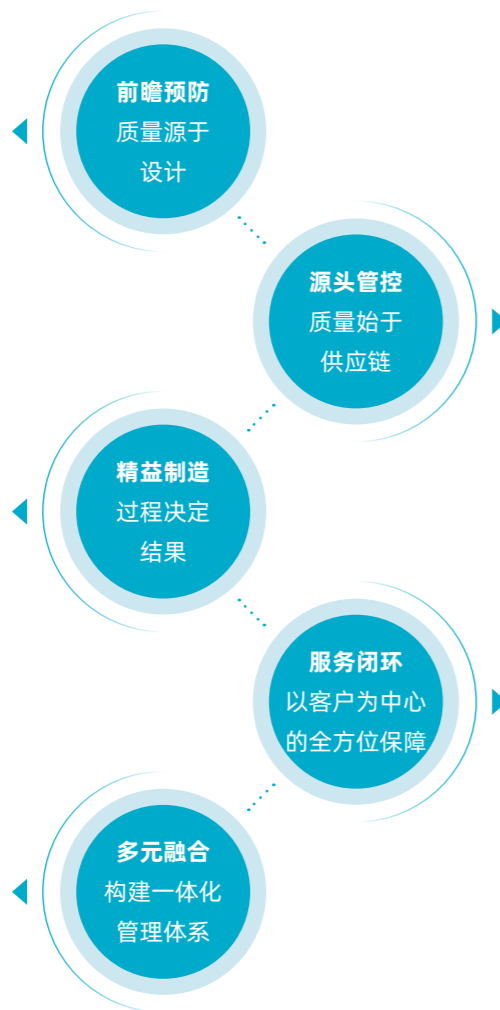 前瞻预防
质量源于
设计
源头管控
质量始于
供应链
精益制造
过程决定
结果
服务闭环
以客户为中心
的全方位保障
多元融合
构建一体化
管理体系